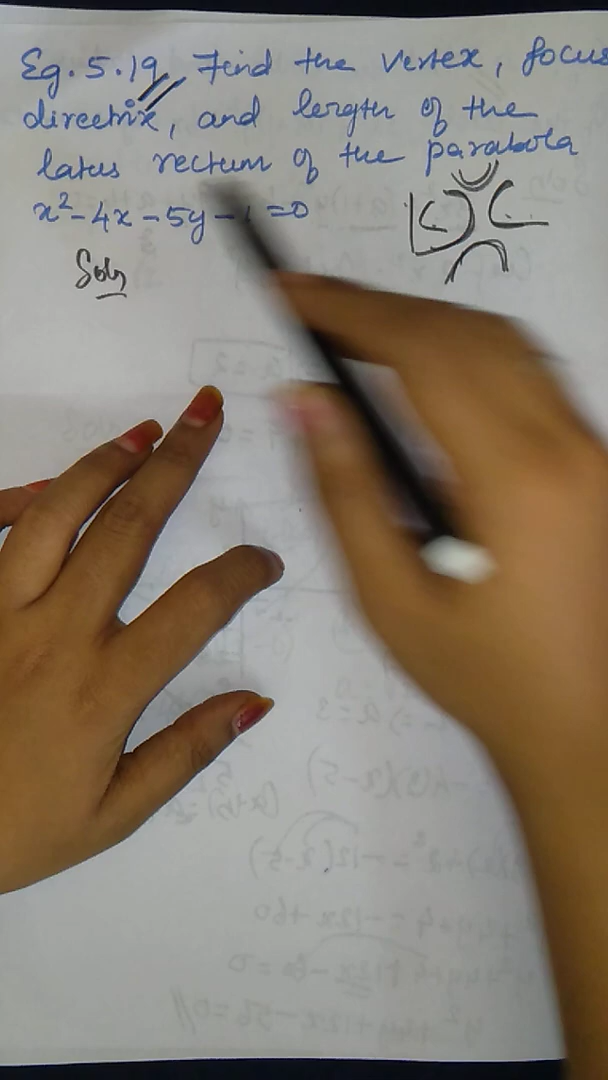 Eg. 5.19 Find the vertex, focus
directrix, and length of the
latus rectum of the parabola
x² - 4x - 5y - 1 = 0
Soln